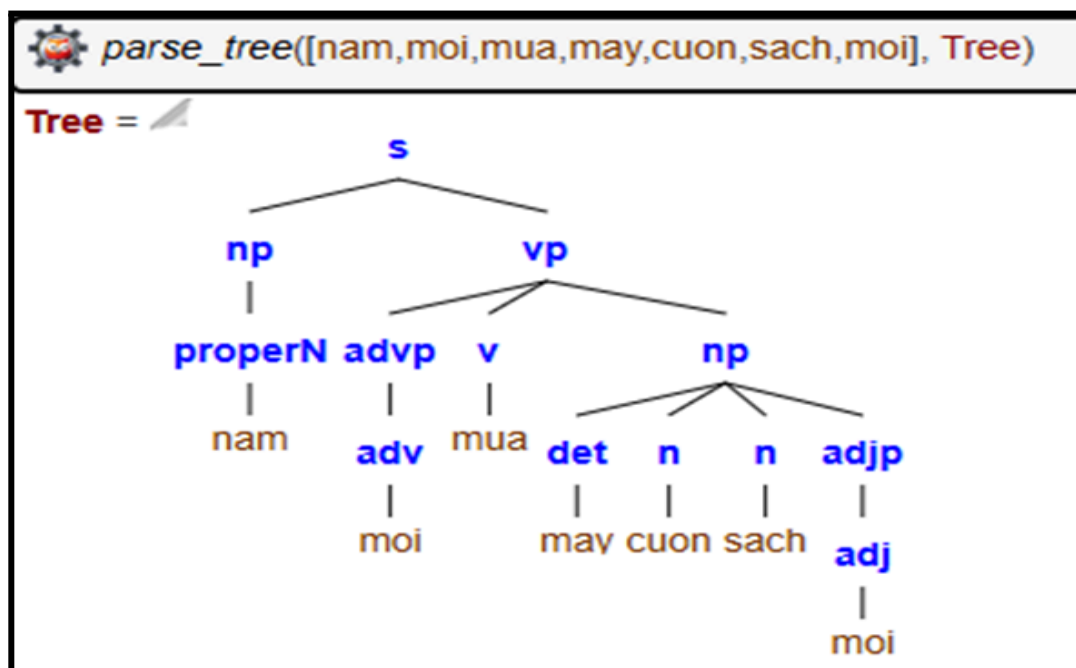 parse_tree([nam,moi,mua,may,cuon,sach,moi], Tree)
Tree =
s
np vp
properN advp v np
nam adv mua det n n adjp
moi may cuon sach adj
moi